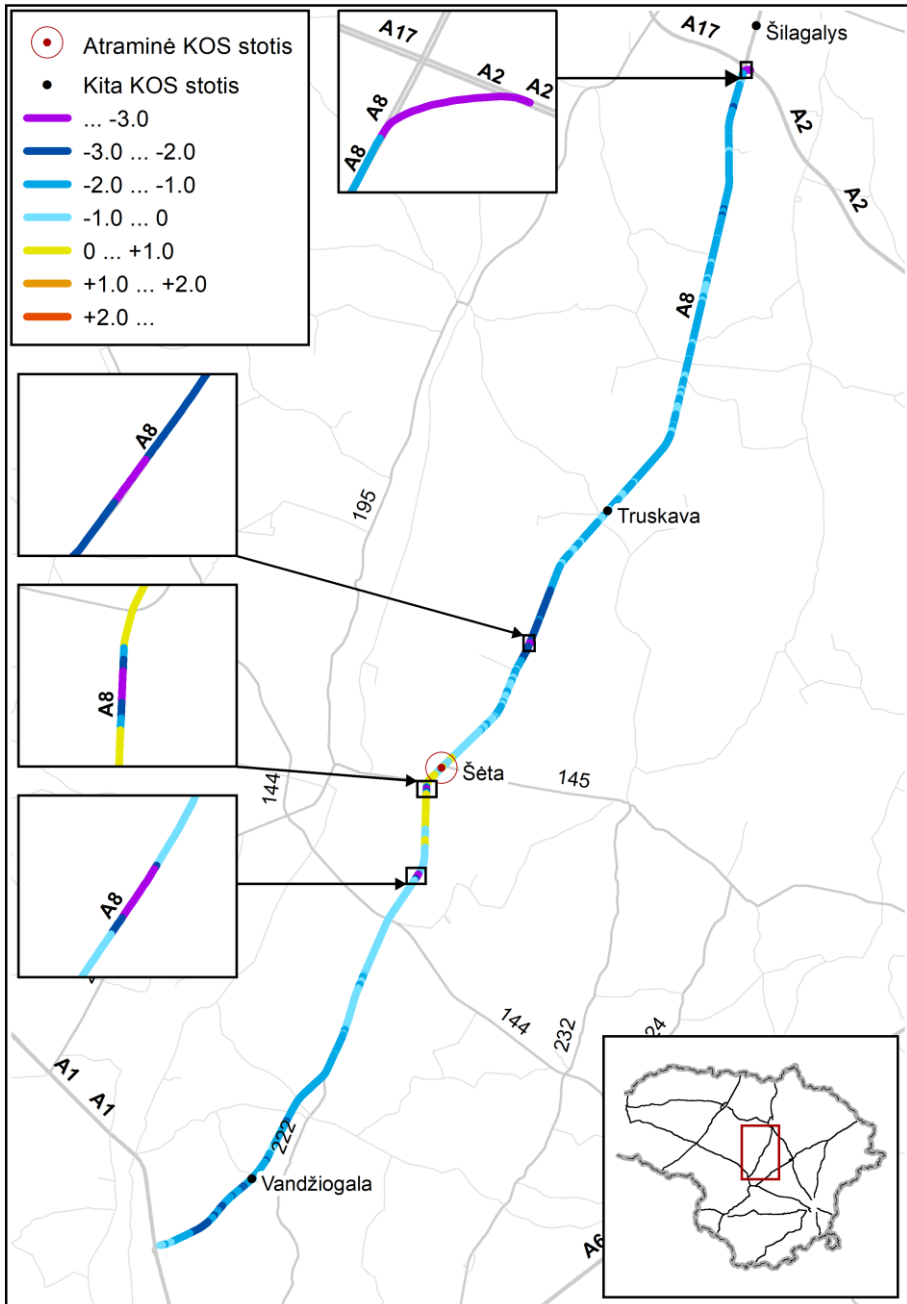 Atraminė KOS stotis
Kita KOS stotis
... -3.0
-3.0 ... -2.0
-2.0 ... -1.0
-1.0 ... 0
0 ... +1.0
+1.0 ... +2.0
+2.0 ...
A17
A2
A2
A8
A8
A17
Šilagalys
A2
A2
A8
195
Truskava
A8
A8
Šėta
144
145
A8
144
232
24
A1
A1
222
Vandžiogala
A6